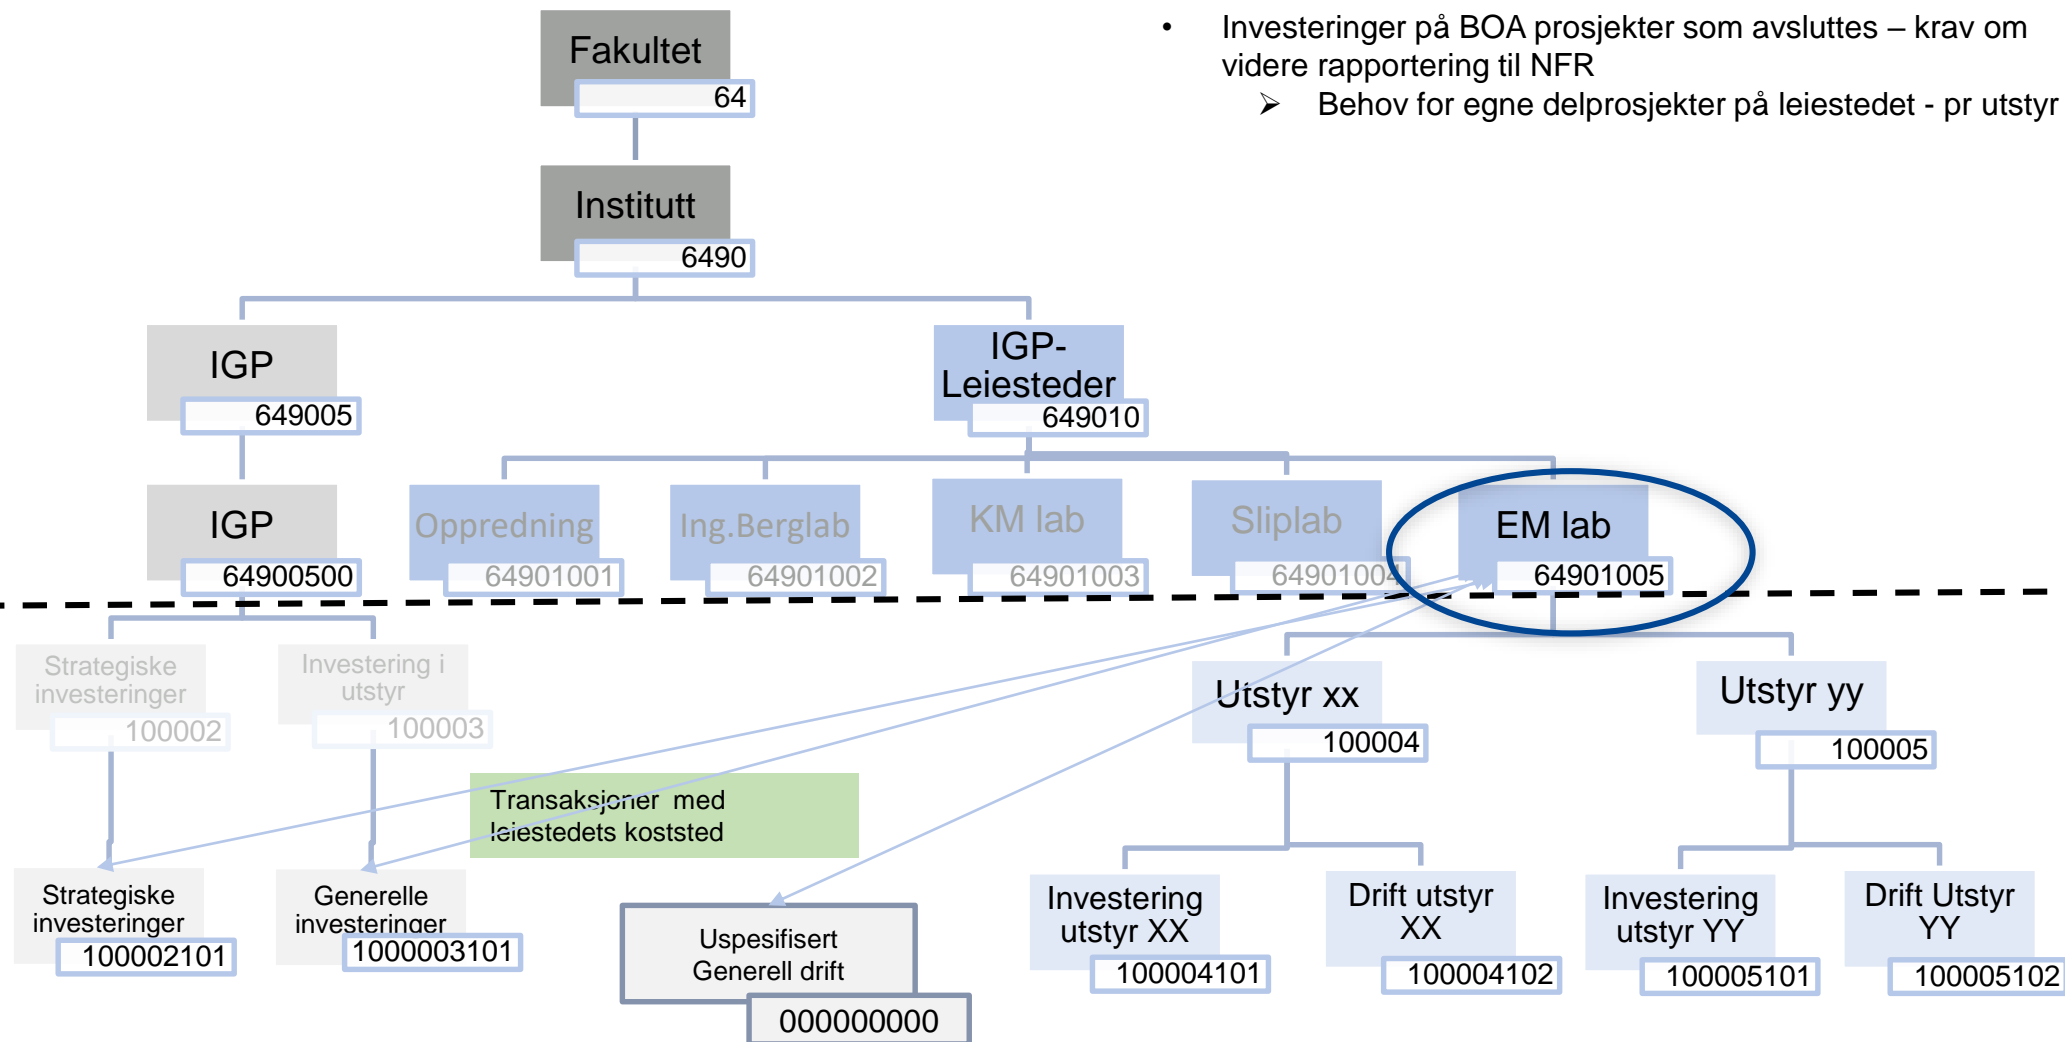 • Investeringer på BOA prosjekter som avsluttes – krav om
videre rapportering til NFR
➢ Behov for egne delprosjekter på leiestedet - pr utstyr
Fakultet
64
Institutt
6490
IGP
649005
IGP-
Leiesteder
649010
IGP
64900500
Oppredning
64901001
Ing.Berglab
64901002
KM lab
64901003
Sliplab
64901004
EM lab
64901005
Strategiske
investeringer
100002
Investering i
utstyr
100003
Utstyr xx
100004
Utstyr yy
100005
Transaksjoner med
leiestedets koststed
Strategiske
investeringer
100002101
Generelle
investeringer
1000003101
Uspesifisert
Generell drift
000000000
Investering
utstyr XX
100004101
Drift utstyr
XX
100004102
Investering
utstyr YY
100005101
Drift Utstyr
YY
100005102